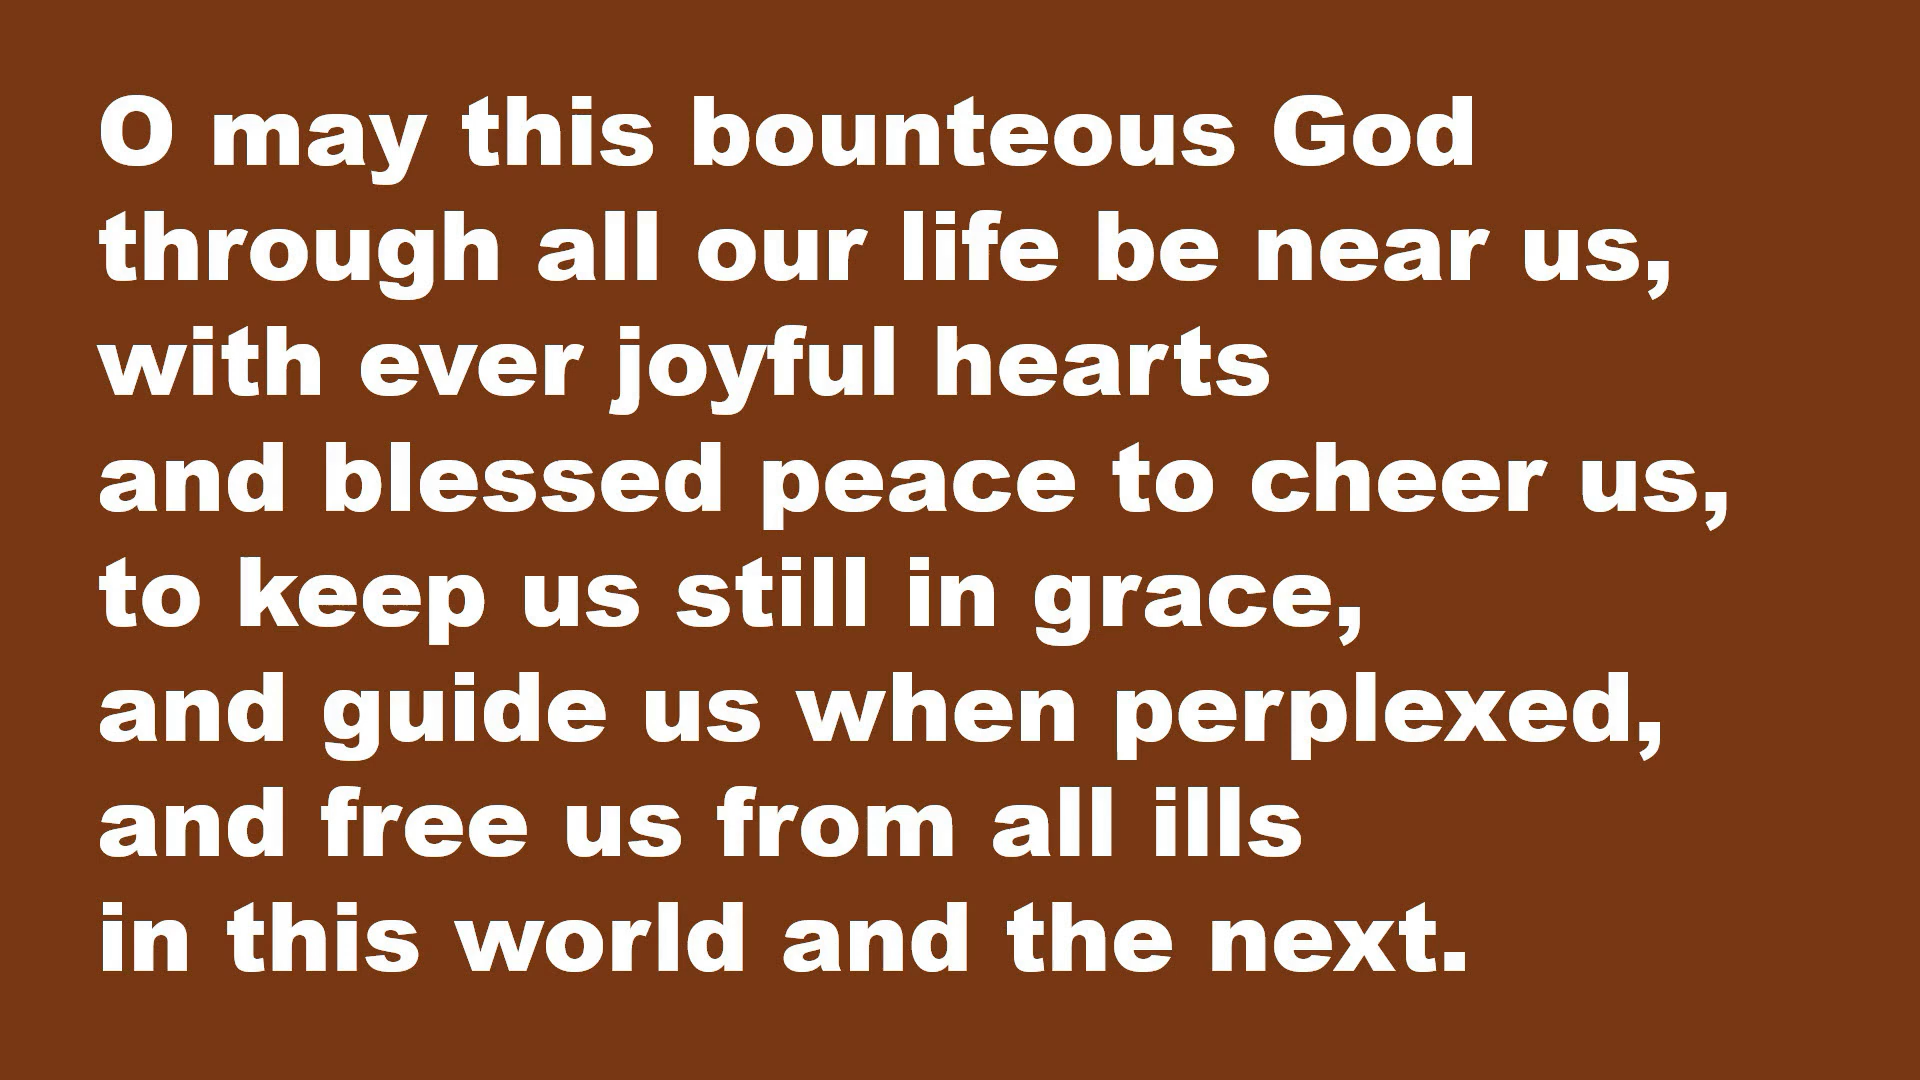 O may this bounteous God
through all our life be near us,
with ever joyful hearts
and blessed peace to cheer us,
to keep us still in grace,
and guide us when perplexed,
and free us from all ills
in this world and the next.